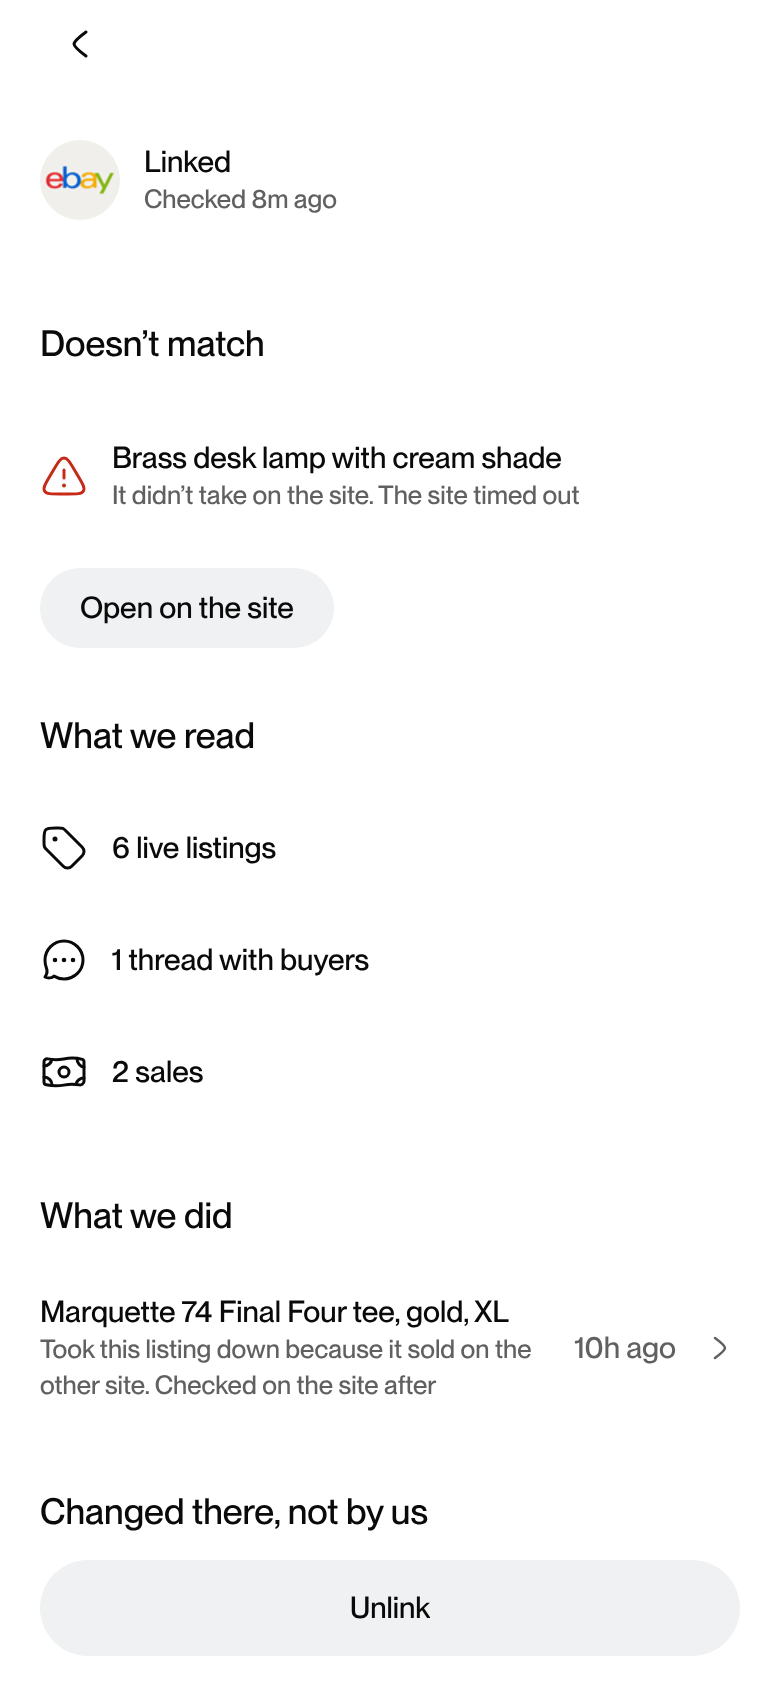 ebay
Linked
Checked 8m ago
Doesn’t match
Brass desk lamp with cream shade
It didn’t take on the site. The site timed out
Open on the site
What we read
6 live listings
1 thread with buyers
2 sales
What we did
Marquette 74 Final Four tee, gold, XL
Took this listing down because it sold on the
other site. Checked on the site after
10h ago
Changed there, not by us
Unlink